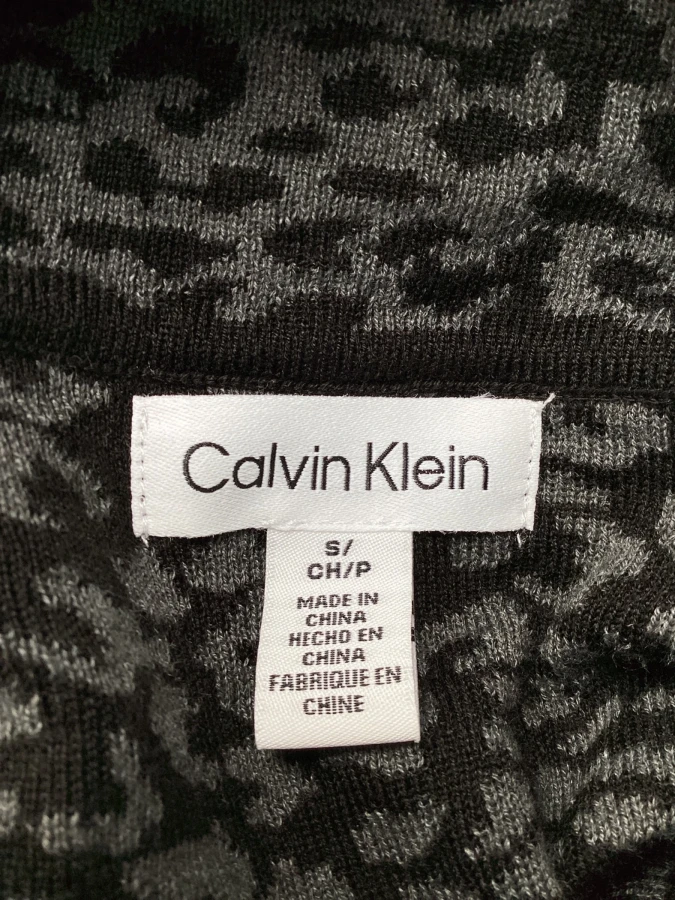 Calvin Klein
S/
CH/P
MADE IN
CHINA
HECHO EN
CHINA
FABRIQUE EN
CHINE